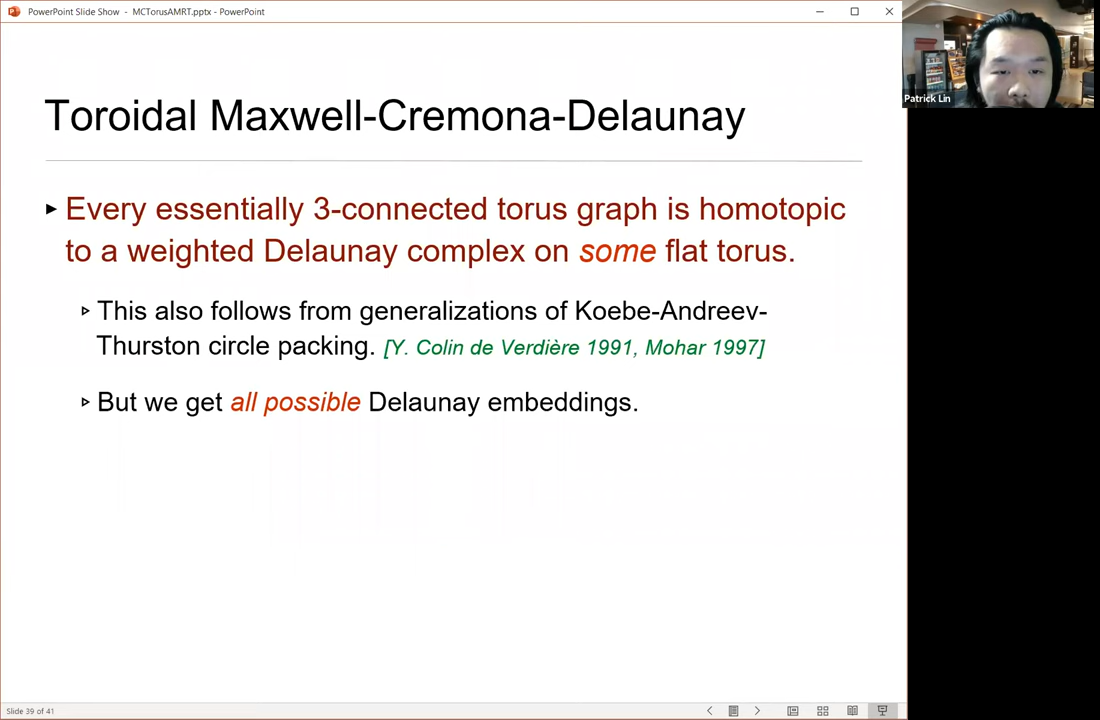 PowerPoint Slide Show - MCTorusAMRT.pptx - PowerPoint
Patrick Lin
Toroidal Maxwell-Cremona-Delaunay
Every essentially 3-connected torus graph is homotopic
to a weighted Delaunay complex on some flat torus.
This also follows from generalizations of Koebe-Andreev-
Thurston circle packing. [Y. Colin de Verdière 1991, Mohar 1997]
But we get all possible Delaunay embeddings.
Slide 39 of 41